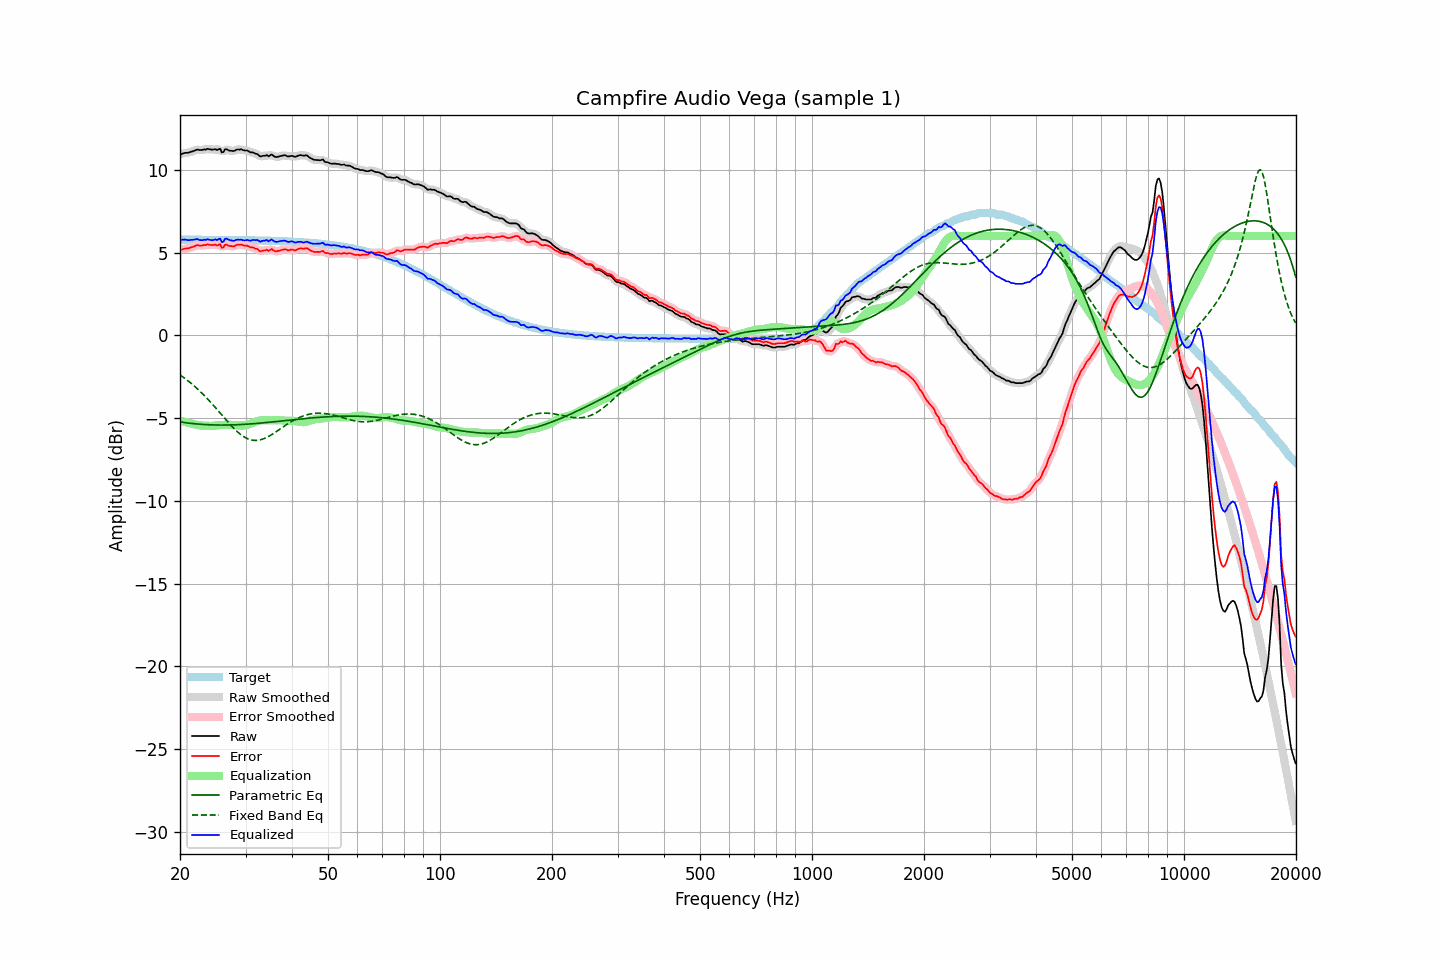 Campfire Audio Vega (sample 1)
10
5
0
−5
−10
−15
−20
−25
−30
Amplitude (dBr)
Target
Raw Smoothed
Error Smoothed
Raw
Error
Equalization
Parametric Eq
Fixed Band Eq
Equalized
20 50 100 200 500 1000 2000 5000 10000 20000
Frequency (Hz)